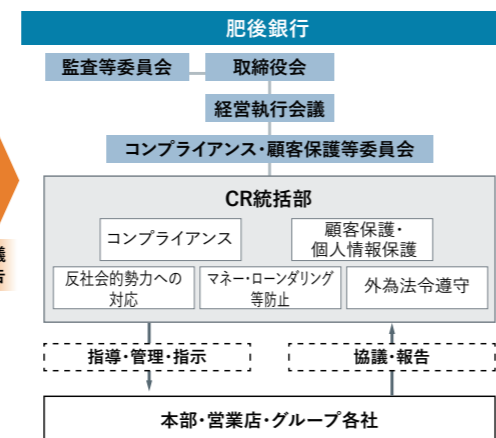 肥後銀行
監査等委員会
取締役会
経営執行会議
コンプライアンス・顧客保護等委員会
CR統括部
コンプライアンス
顧客保護・
個人情報保護
反社会的勢力への
対応
マネー・ローンダリング
等防止
外為法令遵守
指導・管理・指示
協議・報告
本部・営業店・グループ各社